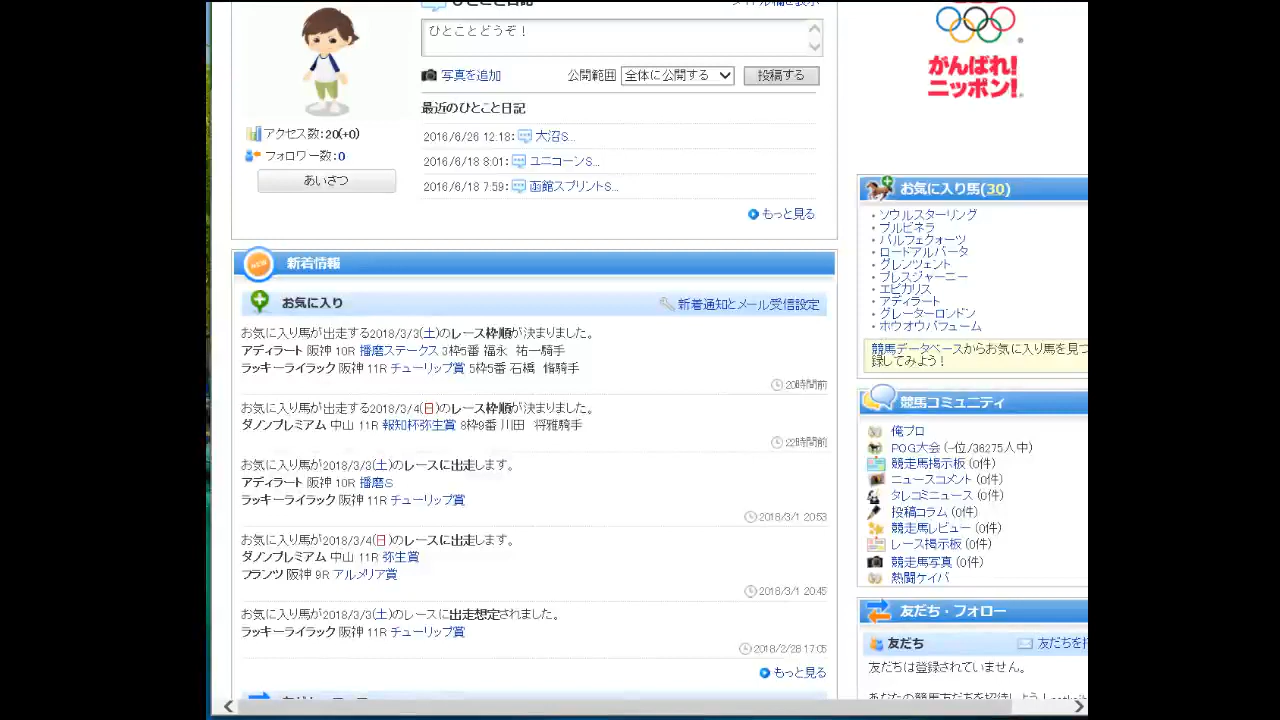 ひとことどうぞ！
写真を追加 公開範囲 全体に公開する 投稿する
最近のひとこと日記
2016/6/26 12:18: 大沼S...
2016/6/18 8:01: ユニコーンS...
2016/6/18 7:59: 函館スプリントS...
もっと見る
アクセス数:20(+0)
フォロワー数:0
あいさつ
新着情報
お気に入り 新着通知とメール受信設定
お気に入り馬が出走する2018/3/3(土)のレース枠順が決まりました。
アディラート 阪神 10R 播磨ステークス 3枠5番 福永 祐一騎手
ラッキーライラック 阪神 11R チューリップ賞 5枠5番 石橋 脩騎手
20時間前
お気に入り馬が出走する2018/3/4(日)のレース枠順が決まりました。
ダノンプレミアム 中山 11R 報知杯弥生賞 8枠9番 川田 将雅騎手
22時間前
お気に入り馬が2018/3/3(土)のレースに出走します。
アディラート 阪神 10R 播磨S
ラッキーライラック 阪神 11R チューリップ賞
2018/3/1 20:53
お気に入り馬が2018/3/4(日)のレースに出走します。
ダノンプレミアム 中山 11R 弥生賞
フランツ 阪神 9R アルメリア賞
2018/3/1 20:45
お気に入り馬が2018/3/3(土)のレースに出走想定されました。
ラッキーライラック 阪神 11R チューリップ賞
2018/2/28 17:05
もっと見る
がんばれ!
ニッポン!
お気に入り馬(30)
・ソウルスターリング
・ブルビネラ
・パルフェクォーツ
・ロードアルバータ
・グレンツェント
・プレスジャーニー
・エピカリス
・アディラート
・グレーターロンドン
・ホウオウパフューム
競馬データベースからお気に入り馬を見つ
録してみよう！
競馬コミュニティ
俺プロ
POG大会 (-位/36275人中)
競走馬掲示板 (0件)
ニュースコメント (0件)
タレコミニュース (0件)
投稿コラム (0件)
競走馬レビュー (0件)
レース掲示板 (0件)
競走馬写真 (0件)
熱闘ケイバ
友だち・フォロー
友だち 友だちを
友だちは登録されていません。